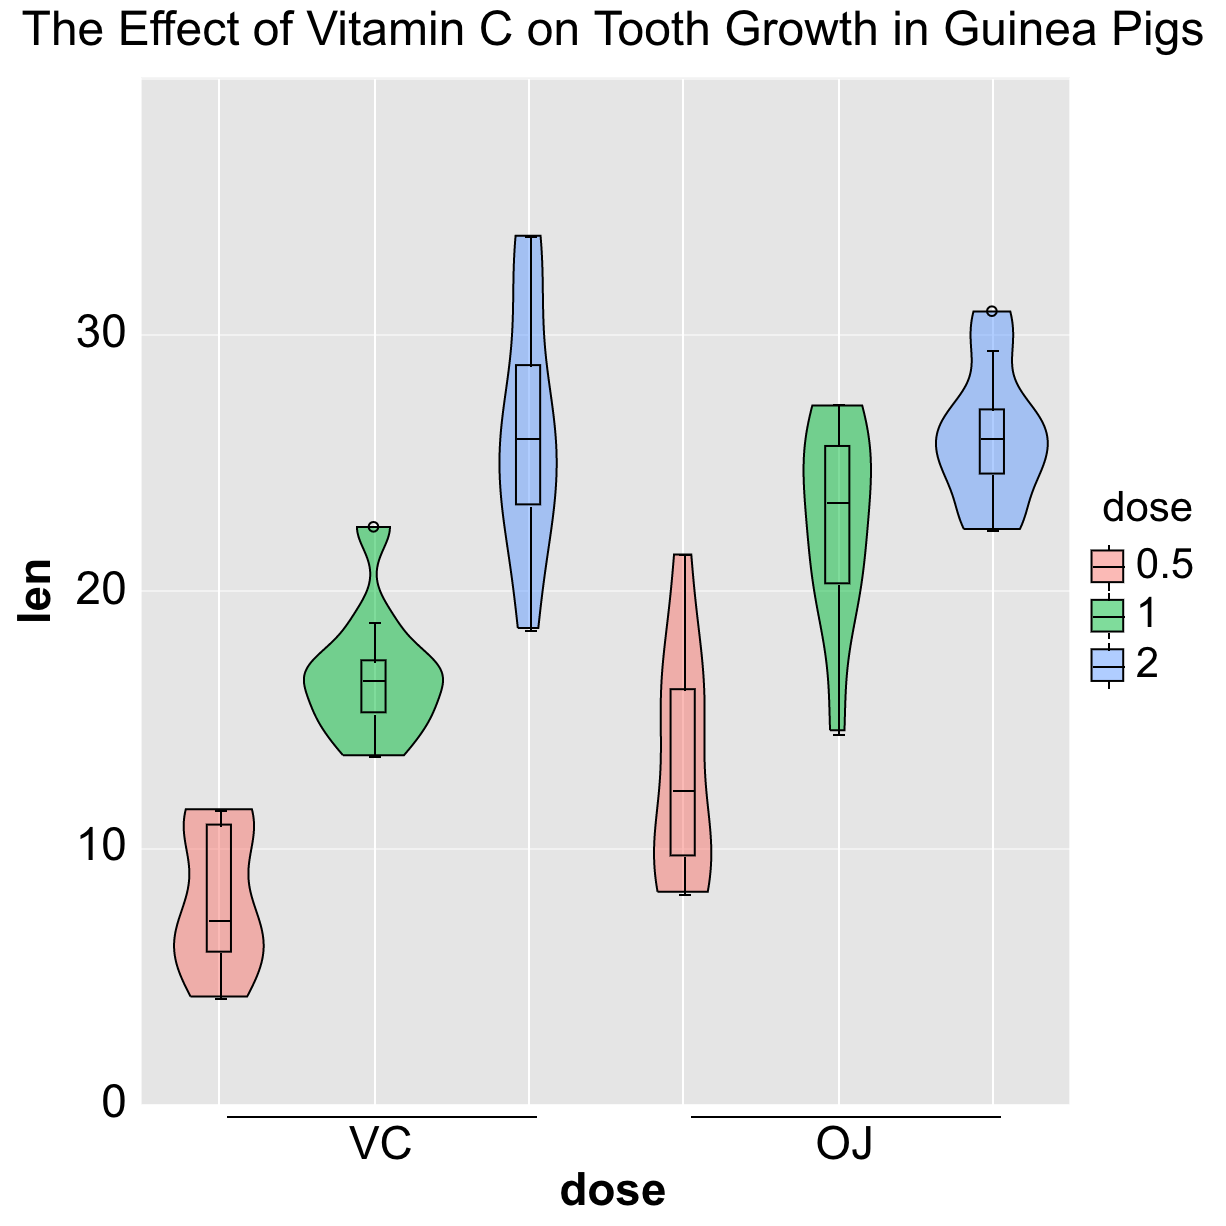 The Effect of Vitamin C on Tooth Growth in Guinea Pigs
len
30
20
10
0
VC
OJ
dose
dose
0.5
1
2